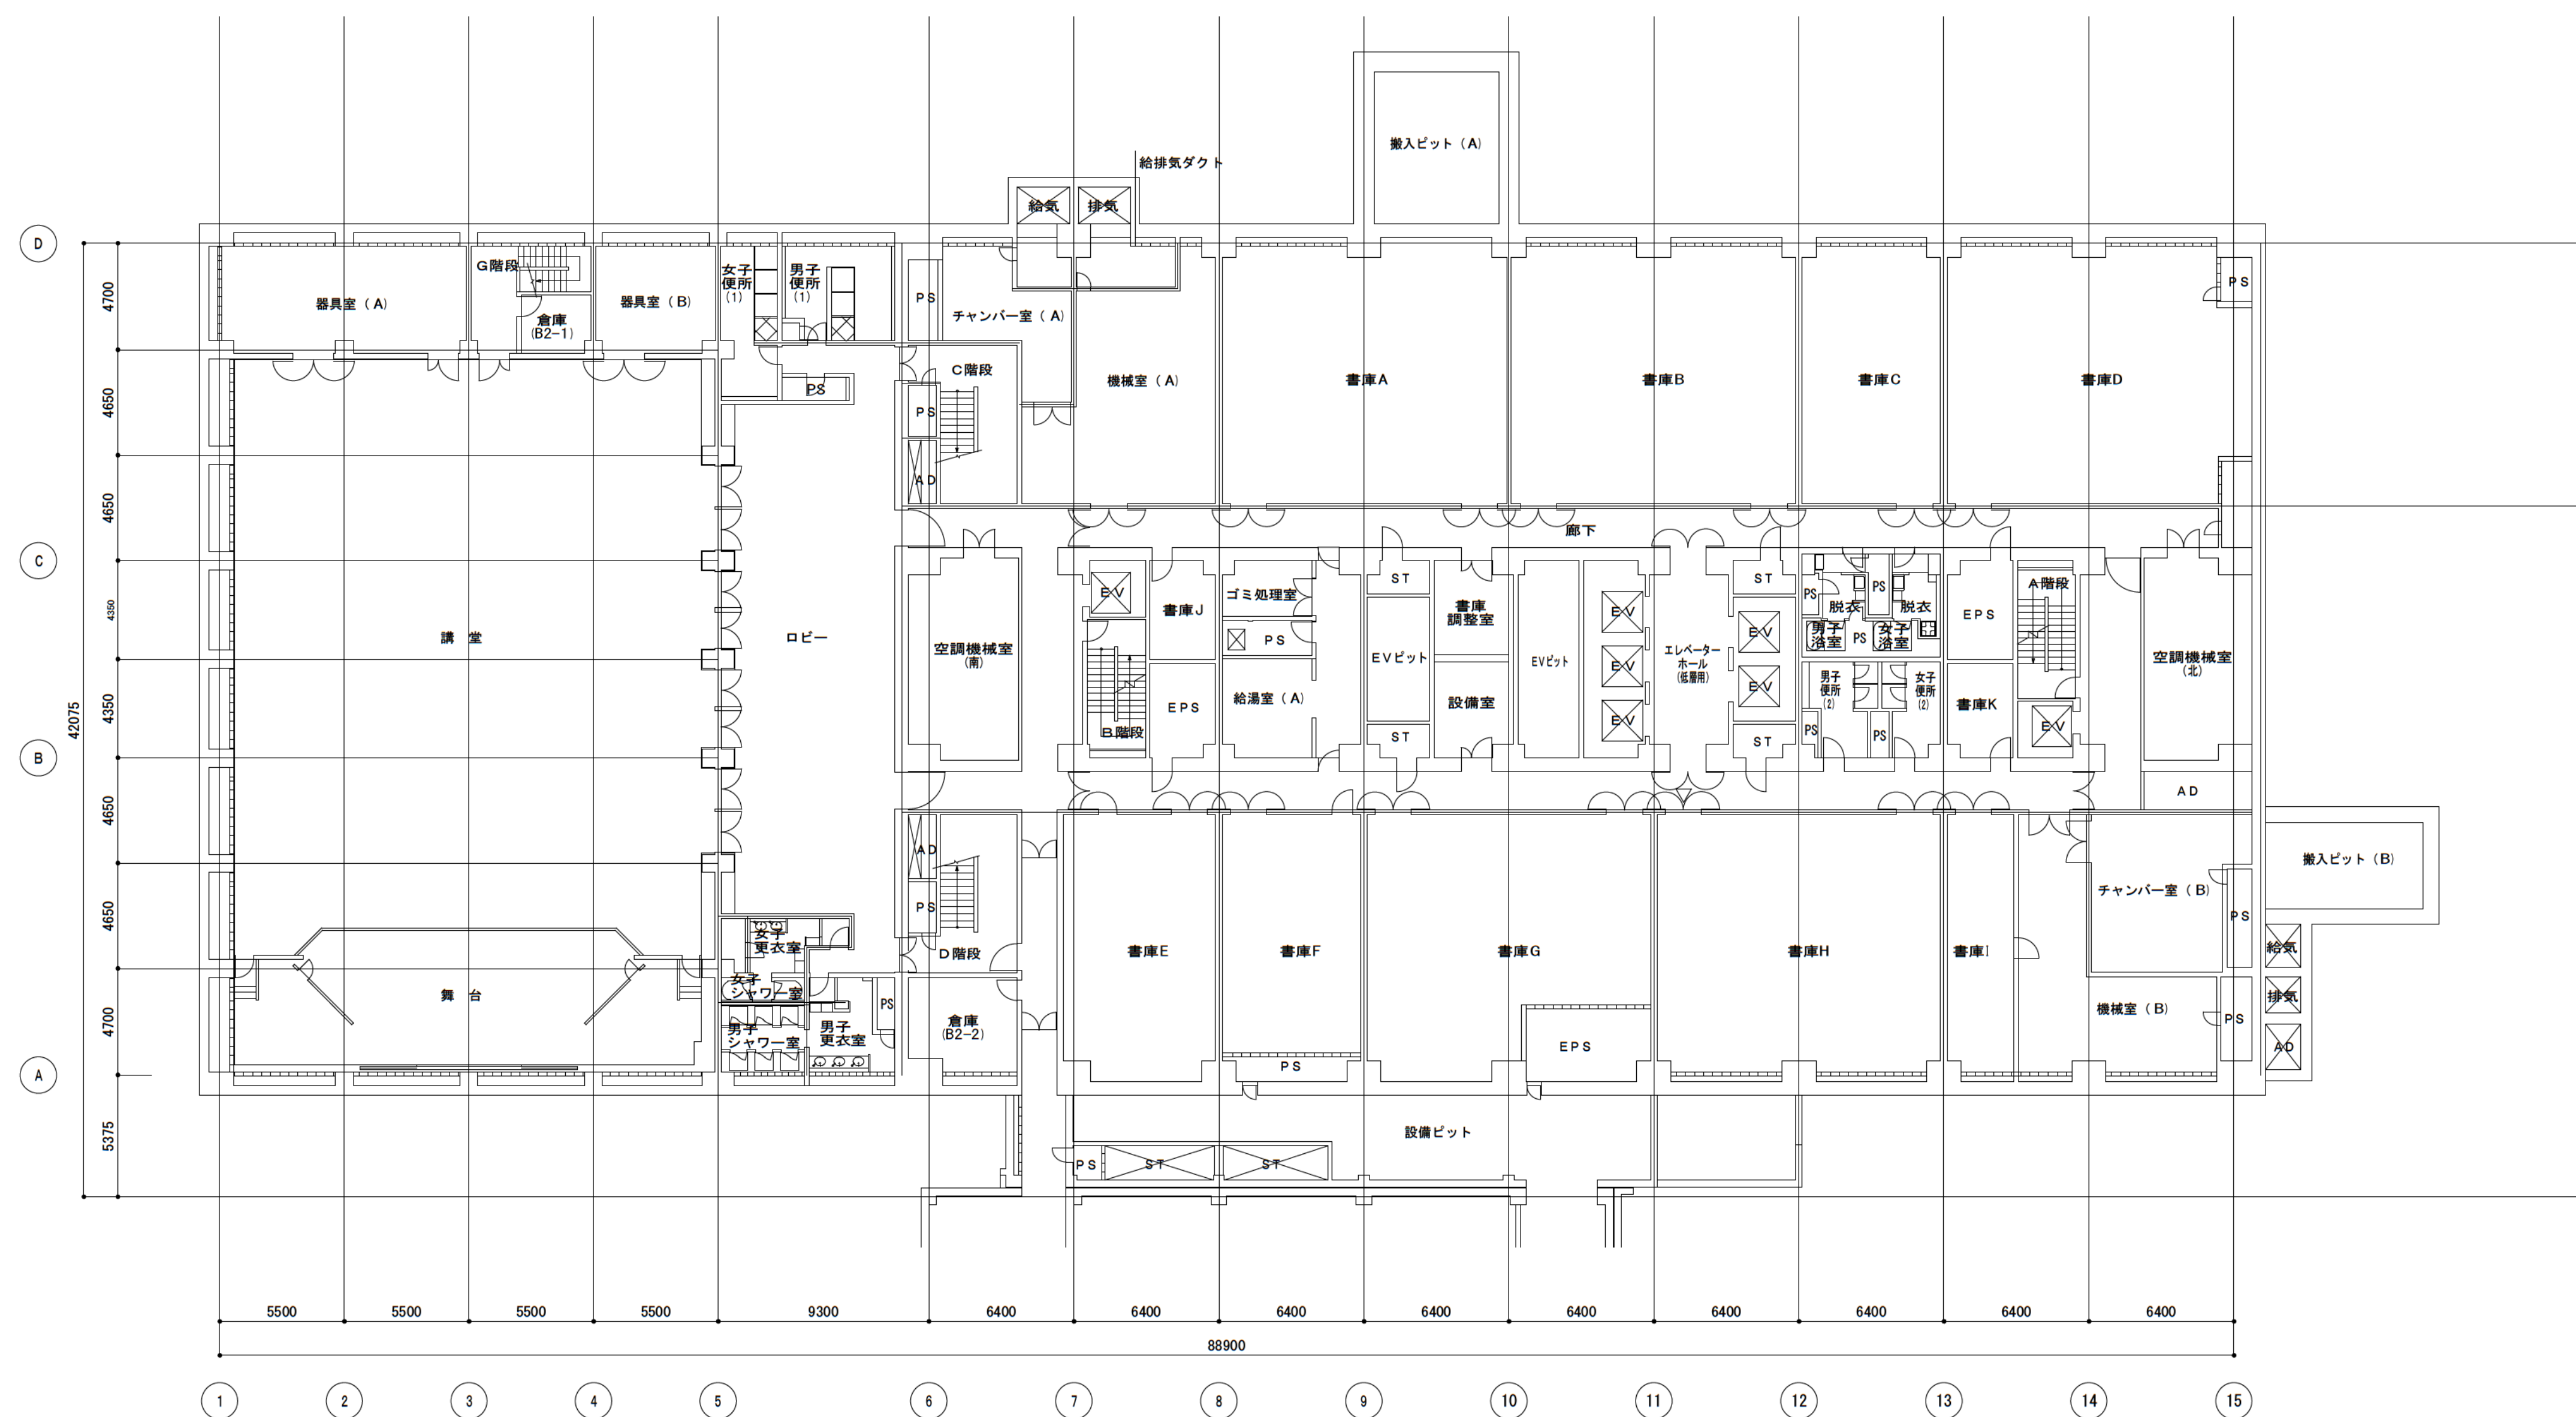 搬入ピット（A）
給排気ダクト
給気
排気
D
4700
器具室（A）
G階段
倉庫
(B2-1)
器具室（B）
女子
便所
(1)
男子
便所
(1)
PS
チャンバー室（A）
PS
4650
PS
C階段
PS
機械室（A）
書庫A
書庫B
書庫C
書庫D
4650
AD
廊下
C
4350
講　堂
ロビー
空調機械室
(南)
EV
書庫J
ゴミ処理室
PS
ST
EVピット
書庫
調整室
EVピット
EV
EV
EV
エレベーター
ホール
(低層用)
ST
EV
EV
PS
脱衣
PS
脱衣
男子
浴室
PS
女子
浴室
EPS
A階段
空調機械室
(北)
42075
4350
B階段
EPS
給湯室（A）
ST
設備室
ST
男子
便所
(2)
女子
便所
(2)
PS
PS
書庫K
EV
B
AD
4650
AD
PS
搬入ピット（B）
チャンバー室（B）
PS
4650
女子
更衣室
D階段
書庫E
書庫F
書庫G
書庫H
書庫I
給気
舞　台
女子
シャワー室
男子
シャワー室
男子
更衣室
PS
倉庫
(B2-2)
EPS
PS
機械室（B）
PS
排気
AD
4700
A
5375
設備ピット
PS
ST
ST
5500
5500
5500
5500
9300
6400
6400
6400
6400
6400
6400
6400
6400
6400
88900
1
2
3
4
5
6
7
8
9
10
11
12
13
14
15